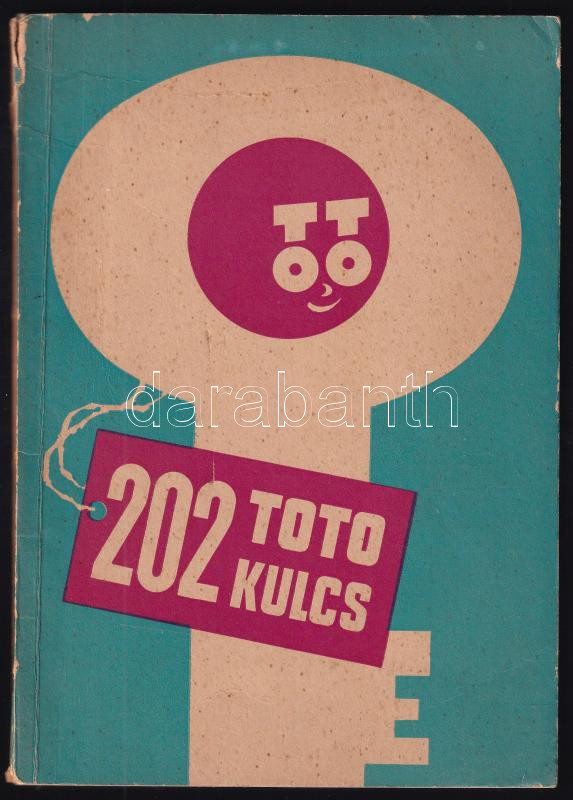 TT
OO
darabanth
202 TOTO
KULCS